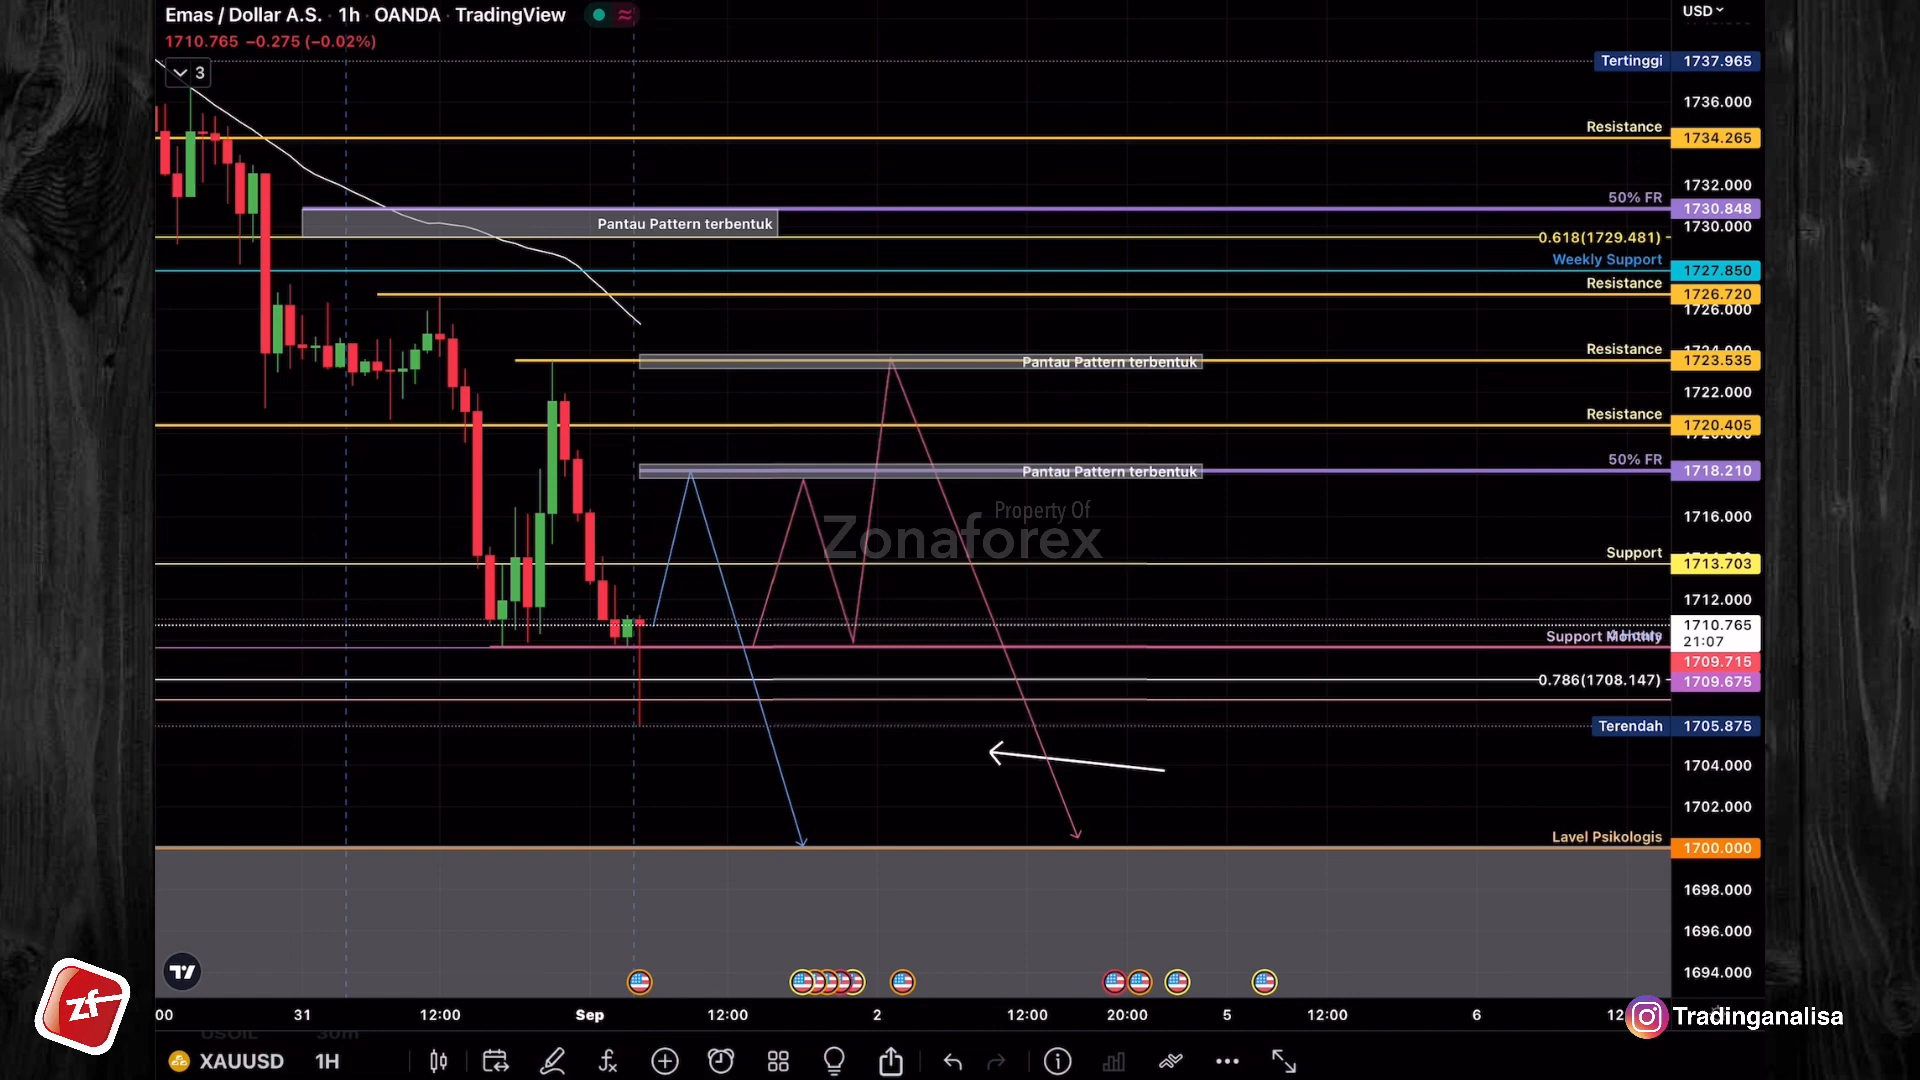 Emas / Dollar A.S. · 1h · OANDA · TradingView
1710.765 −0.275 (−0.02%)
3
USD
Tertinggi 1737.965
1736.000
Resistance
1734.265
1732.000
50% FR
1730.848
Pantau Pattern terbentuk
1730.000
0.618(1729.481)
Weekly Support
1727.850
Resistance
1726.720
1726.000
Resistance
1723.535
Pantau Pattern terbentuk
1722.000
Resistance
1720.405
50% FR
1718.210
Pantau Pattern terbentuk
Property Of
Zonaforex
1716.000
Support
1713.703
1712.000
1710.765
21:07
Support Monthly
1709.715
0.786(1708.147)
1709.675
Terendah 1705.875
1704.000
1702.000
Lavel Psikologis
1700.000
1698.000
1696.000
1694.000
00 31 12:00 Sep 12:00 2 12:00 20:00 5 12:00 6 12
zf
Tradinganalisa
USOIL 30m
XAUUSD 1H